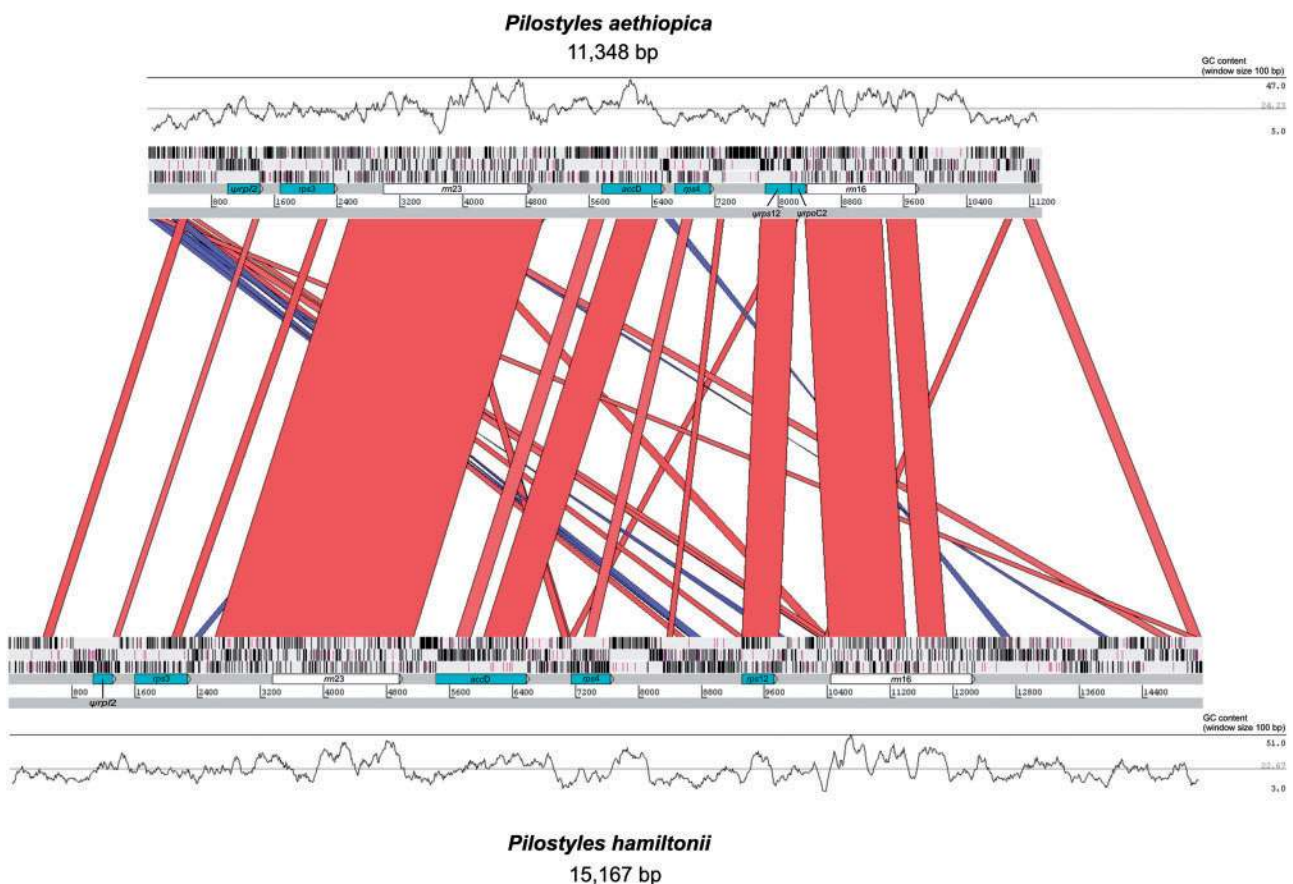 Pilostyles aethiopica
11,348 bp
GC content
(window size 100 bp)
47.0
24.23
5.0
ψrpl2 rps3 rrn23 accD rps4 rrn16
800 1600 2400 3200 4000 4800 5600 6400 7200 8000 8800 9600 10400 11200
ψrps12 ψrpoC2
ψrpl2 rps3 rrn23 accD rps4 rps12 rrn16
800 1600 2400 3200 4000 4800 5600 6400 7200 8000 8800 9600 10400 11200 12000 12800 13600 14400
GC content
(window size 100 bp)
51.0
22.67
3.0
Pilostyles hamiltonii
15,167 bp